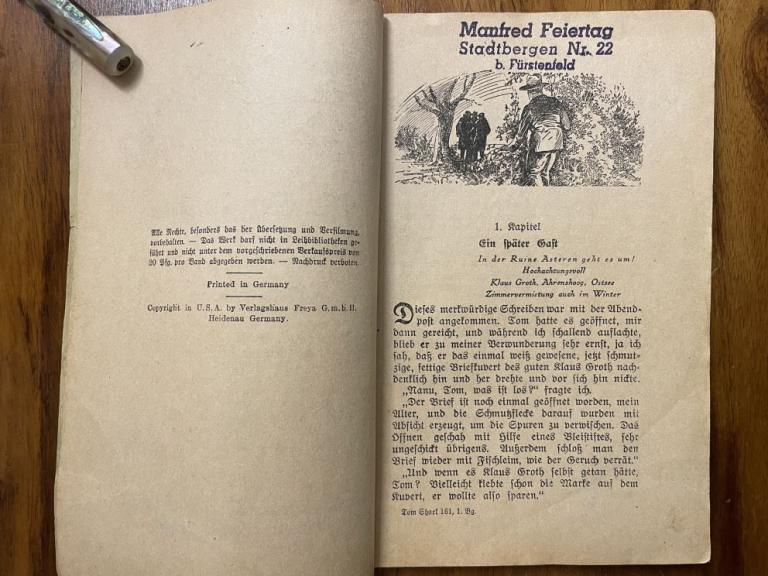 Alle Rechte, besonders das der Übersetzung und Verfilmung,
vorbehalten. — Das Werk darf nicht in Leihbibliotheken ge-
führt und nicht unter dem vorgeschriebenen Verkaufspreis von
20 Pfg. pro Band abgegeben werden. — Nachdruck verboten.
Printed in Germany
Copyright in U.S.A. by Verlagshaus Freya G.m.b.H.
Heidenau Germany.
Manfred Feiertag
Stadtbergen Nr. 22
b. Fürstenfeld
1. Kapitel
Ein später Gast
In der Ruine Asteren geht es um!
Hochachtungsvoll
Klaus Groth, Ahrenshoog, Ostsee
Zimmervermietung auch im Winter
Dieses merkwürdige Schreiben war mit der Abend-
post angekommen. Tom hatte es geöffnet, mir
dann gereicht, und während ich schallend auflachte,
blieb er zu meiner Verwunderung sehr ernst, ja ich
sah, daß er das einmal weiß gewesene, jetzt schmut-
zige, fettige Briefkuvert des guten Klaus Groth nach-
denklich hin und her drehte und vor sich hin nickte.
„Nanu, Tom, was ist los?“ fragte ich.
„Der Brief ist noch einmal geöffnet worden, mein
Alter, und die Schmutzflecke darauf wurden mit
Absicht erzeugt, um die Spuren zu verwischen. Das
Öffnen geschah mit Hilfe eines Bleistiftes, sehr
ungeschickt übrigens. Außerdem schloß man den
Brief wieder mit Fischleim, wie der Geruch verrät.“
„Und wenn es Klaus Groth selbst getan hätte,
Tom? Vielleicht klebte schon die Marke auf dem
Kuvert, er wollte also sparen.“
Tom Shark 161, 1. Bg.